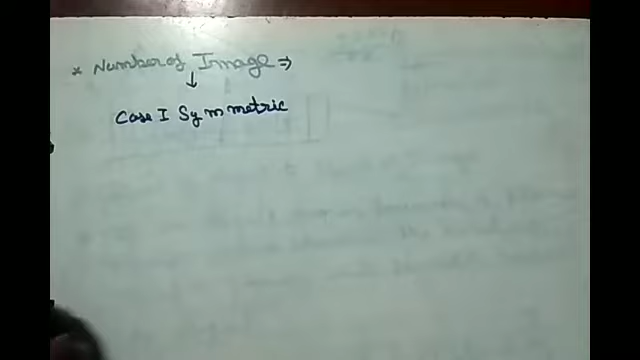 * Number of Image ⇒
↓
Case I Symmetric